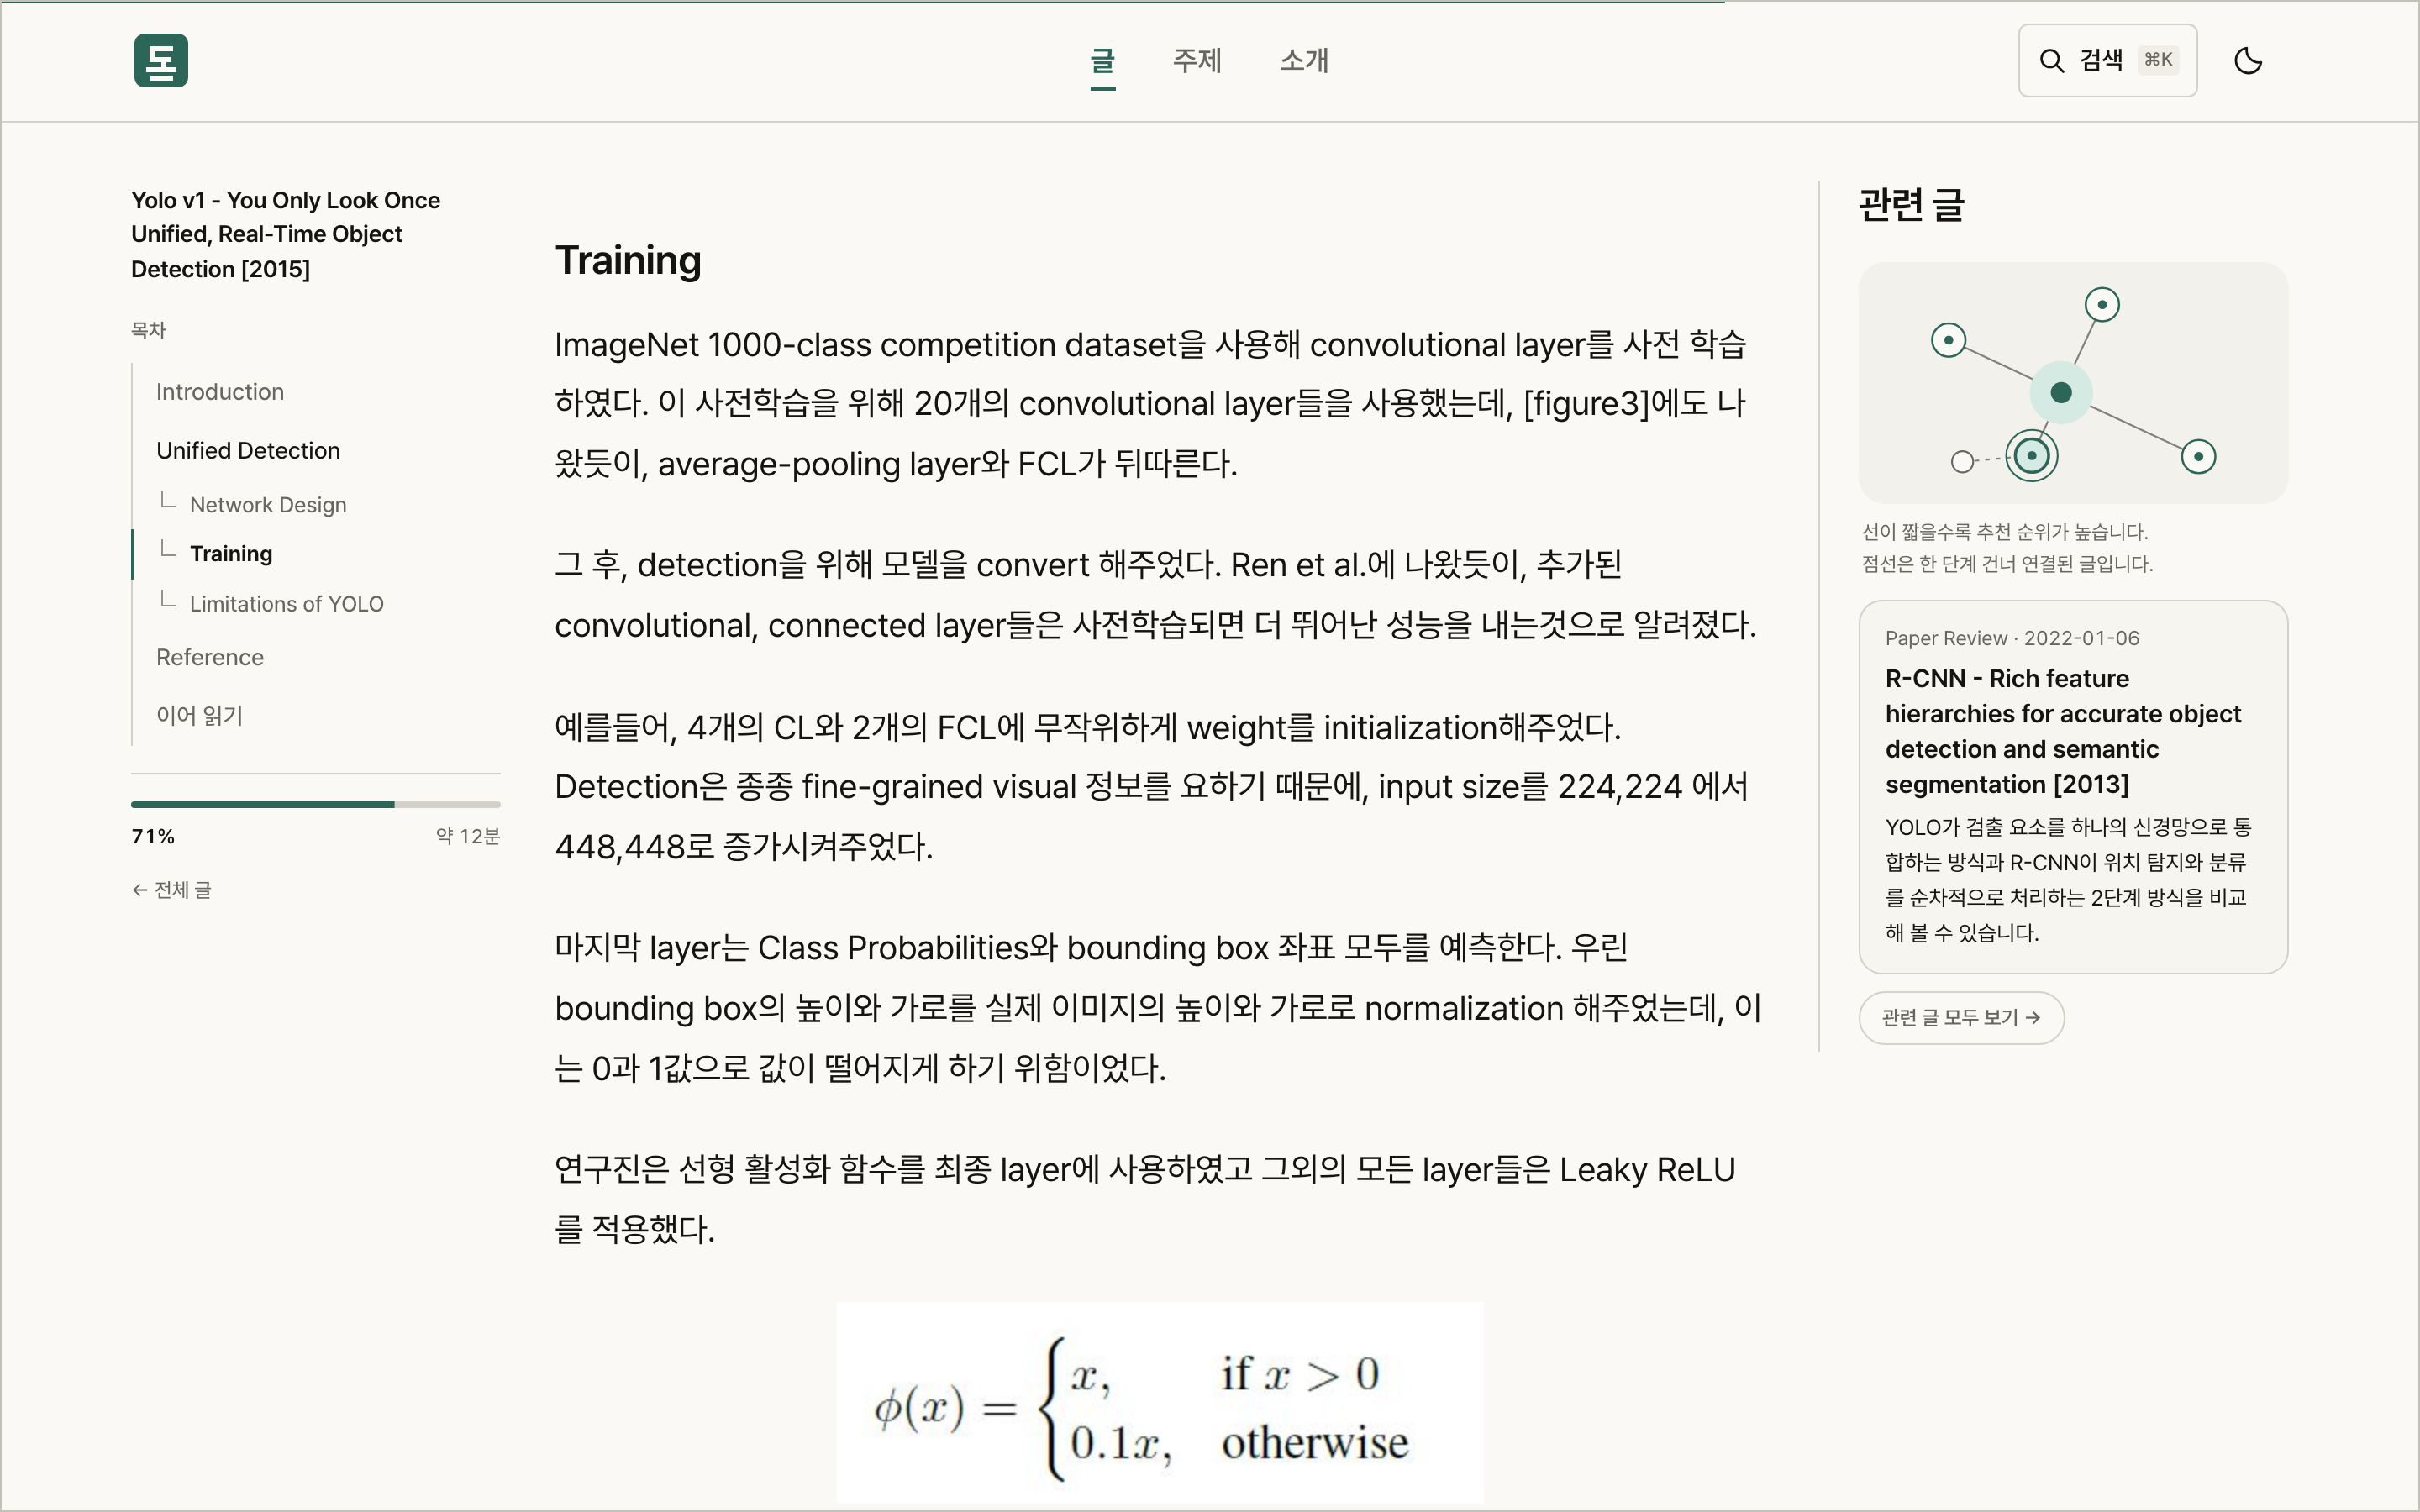 도
글
주제
소개
검색 ⌘K
Yolo v1 - You Only Look Once
Unified, Real-Time Object
Detection [2015]
목차
Introduction
Unified Detection
Network Design
Training
Limitations of YOLO
Reference
이어 읽기
71%
약 12분
← 전체 글
Training
ImageNet 1000-class competition dataset을 사용해 convolutional layer를 사전 학습
하였다. 이 사전학습을 위해 20개의 convolutional layer들을 사용했는데, [figure3]에도 나
왔듯이, average-pooling layer와 FCL가 뒤따른다.
그 후, detection을 위해 모델을 convert 해주었다. Ren et al.에 나왔듯이, 추가된
convolutional, connected layer들은 사전학습되면 더 뛰어난 성능을 내는것으로 알려졌다.
예를들어, 4개의 CL와 2개의 FCL에 무작위하게 weight를 initialization해주었다.
Detection은 종종 fine-grained visual 정보를 요하기 때문에, input size를 224,224 에서
448,448로 증가시켜주었다.
마지막 layer는 Class Probabilities와 bounding box 좌표 모두를 예측한다. 우린
bounding box의 높이와 가로를 실제 이미지의 높이와 가로로 normalization 해주었는데, 이
는 0과 1값으로 값이 떨어지게 하기 위함이었다.
연구진은 선형 활성화 함수를 최종 layer에 사용하였고 그외의 모든 layer들은 Leaky ReLU
를 적용했다.
ϕ(x) = { x, if x > 0
0.1x, otherwise
관련 글
선이 짧을수록 추천 순위가 높습니다.
점선은 한 단계 건너 연결된 글입니다.
Paper Review · 2022-01-06
R-CNN - Rich feature
hierarchies for accurate object
detection and semantic
segmentation [2013]
YOLO가 검출 요소를 하나의 신경망으로 통
합하는 방식과 R-CNN이 위치 탐지와 분류
를 순차적으로 처리하는 2단계 방식을 비교
해 볼 수 있습니다.
관련 글 모두 보기 →